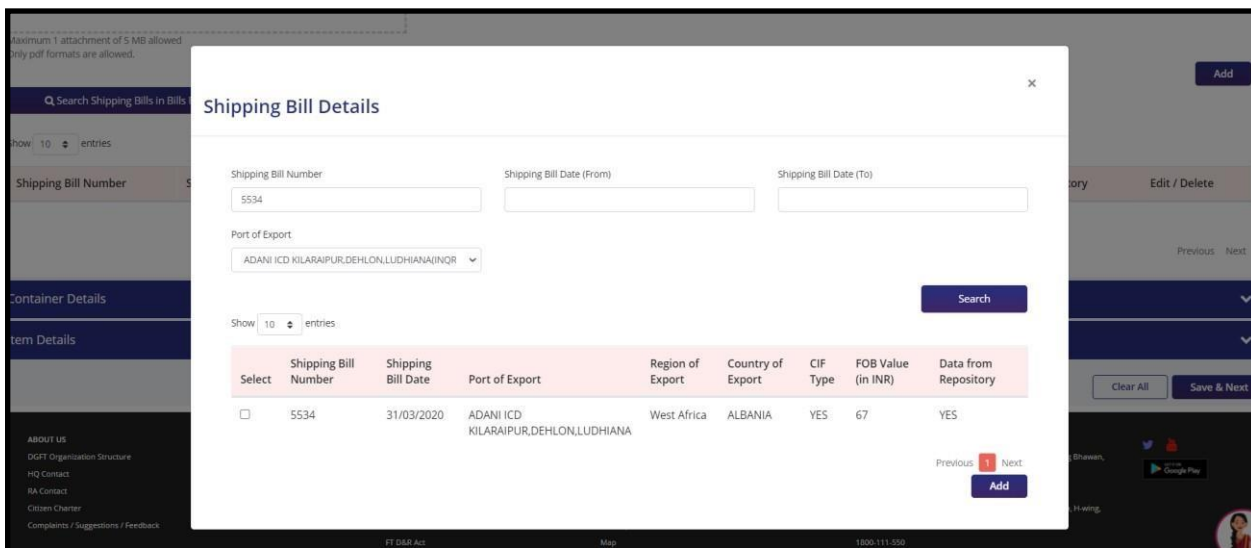 Maximum 1 attachment of 5 MB allowed
Only pdf formats are allowed.
Add
Search Shipping Bills in Bills
Show 10 entries
Shipping Bill Number
Edit / Delete
Previous Next
Container Details
Item Details
Clear All Save & Next
×
Shipping Bill Details
Shipping Bill Number Shipping Bill Date (From) Shipping Bill Date (To)
5534
Port of Export
ADANI ICD KILARAIPUR,DEHLON,LUDHIANA(INQR
Search
Show 10 entries
Select Shipping Bill Number Shipping Bill Date Port of Export Region of Export Country of Export CIF Type FOB Value (in INR) Data from Repository
5534 31/03/2020 ADANI ICD KILARAIPUR,DEHLON,LUDHIANA West Africa ALBANIA YES 67 YES
Previous 1 Next
Add
ABOUT US
DGFT Organization Structure
HQ Contact
RA Contact
Citizen Charter
Complaints / Suggestions / Feedback
FT D&R Act
Map
1800-111-550
Bhawan,
H-wing,
Google Play